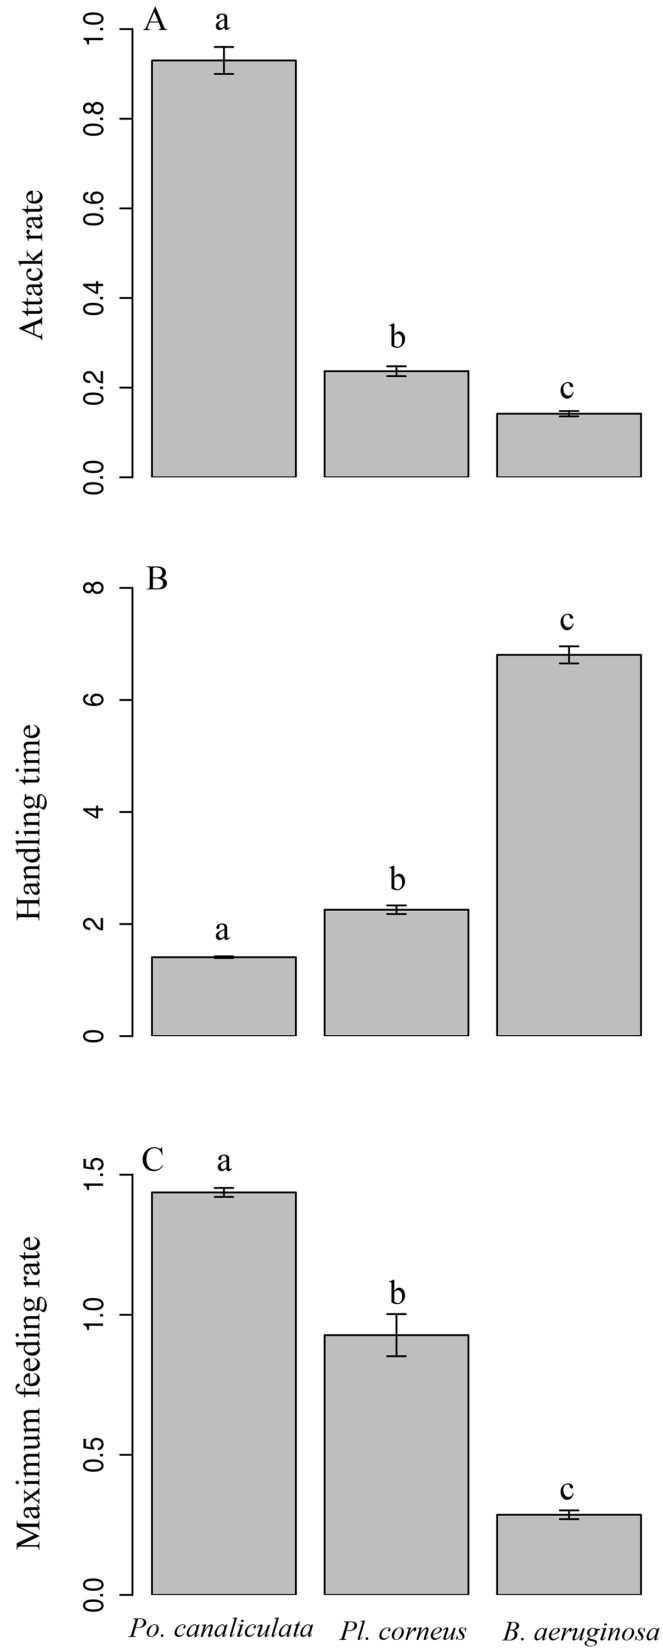 A
a
b
c
1.0
0.8
0.6
0.4
0.2
0.0
Attack rate
B
a
b
c
8
6
4
2
0
Handling time
C
a
b
c
1.5
1.0
0.5
0.0
Maximum feeding rate
Po. canaliculata Pl. corneus B. aeruginosa